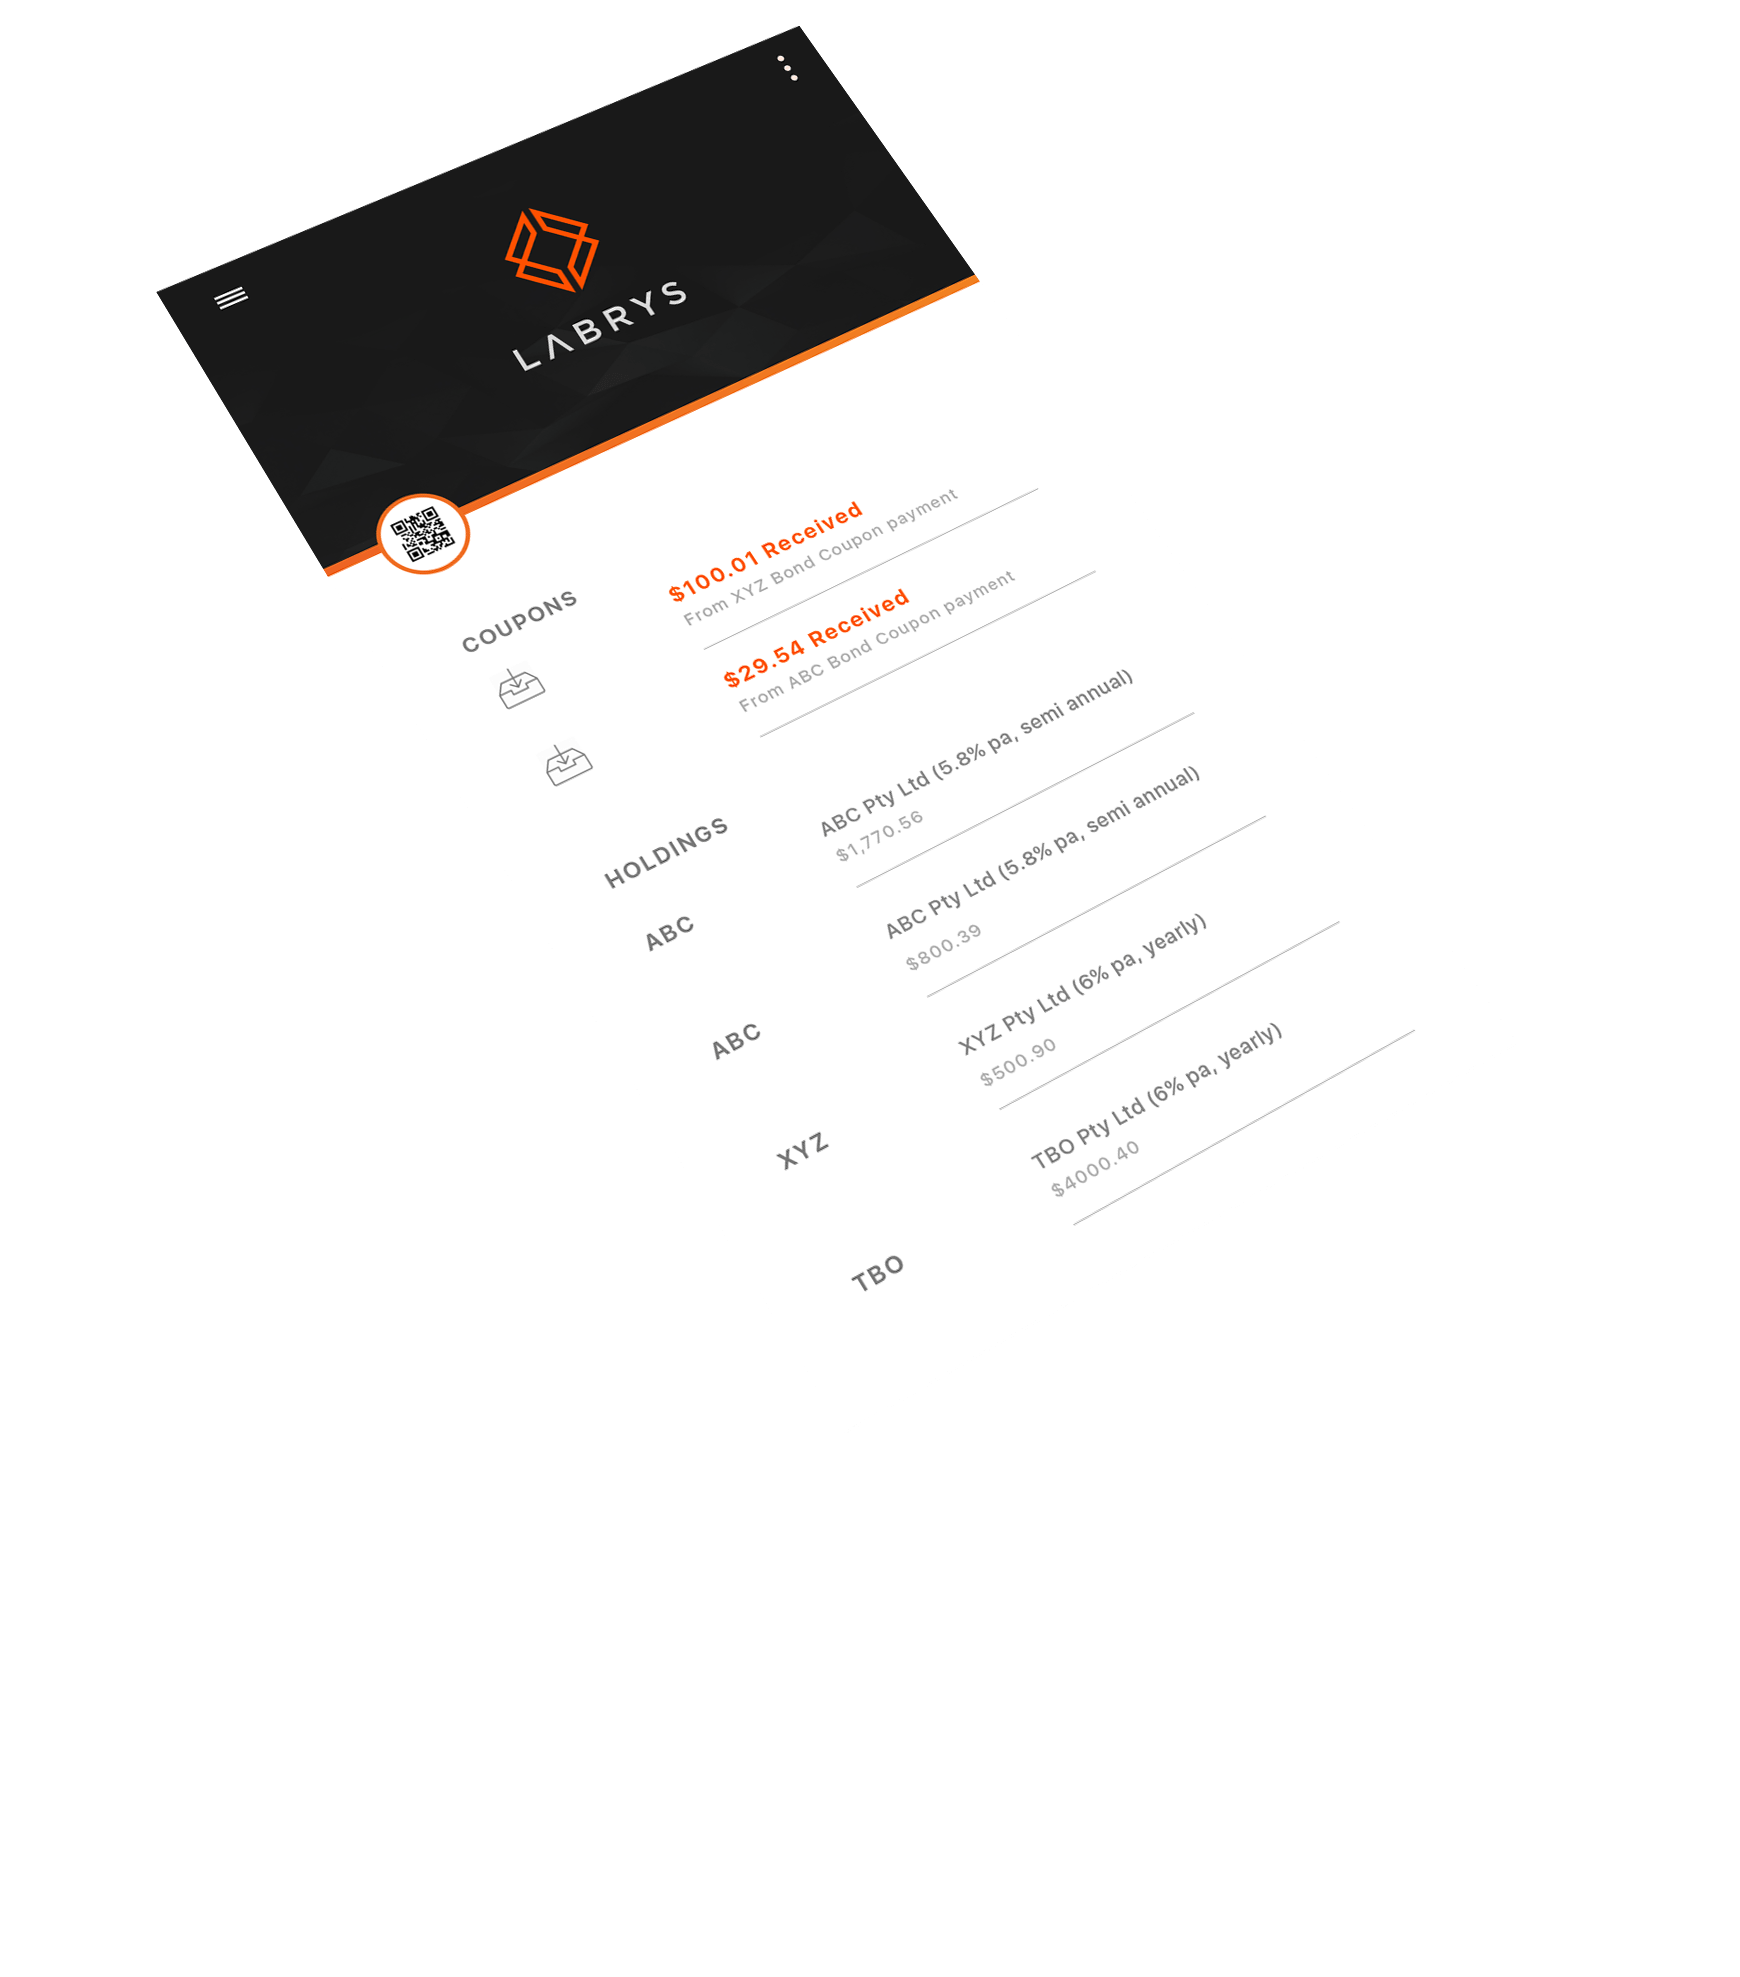 LABRYS
COUPONS
$100.01 Received
From XYZ Bond Coupon payment
$29.54 Received
From ABC Bond Coupon payment
HOLDINGS
ABC
ABC Pty Ltd (5.8% pa, semi annual)
$1,770.56
ABC
ABC Pty Ltd (5.8% pa, semi annual)
$800.39
XYZ
XYZ Pty Ltd (6% pa, yearly)
$500.90
TBO
TBO Pty Ltd (6% pa, yearly)
$4000.40